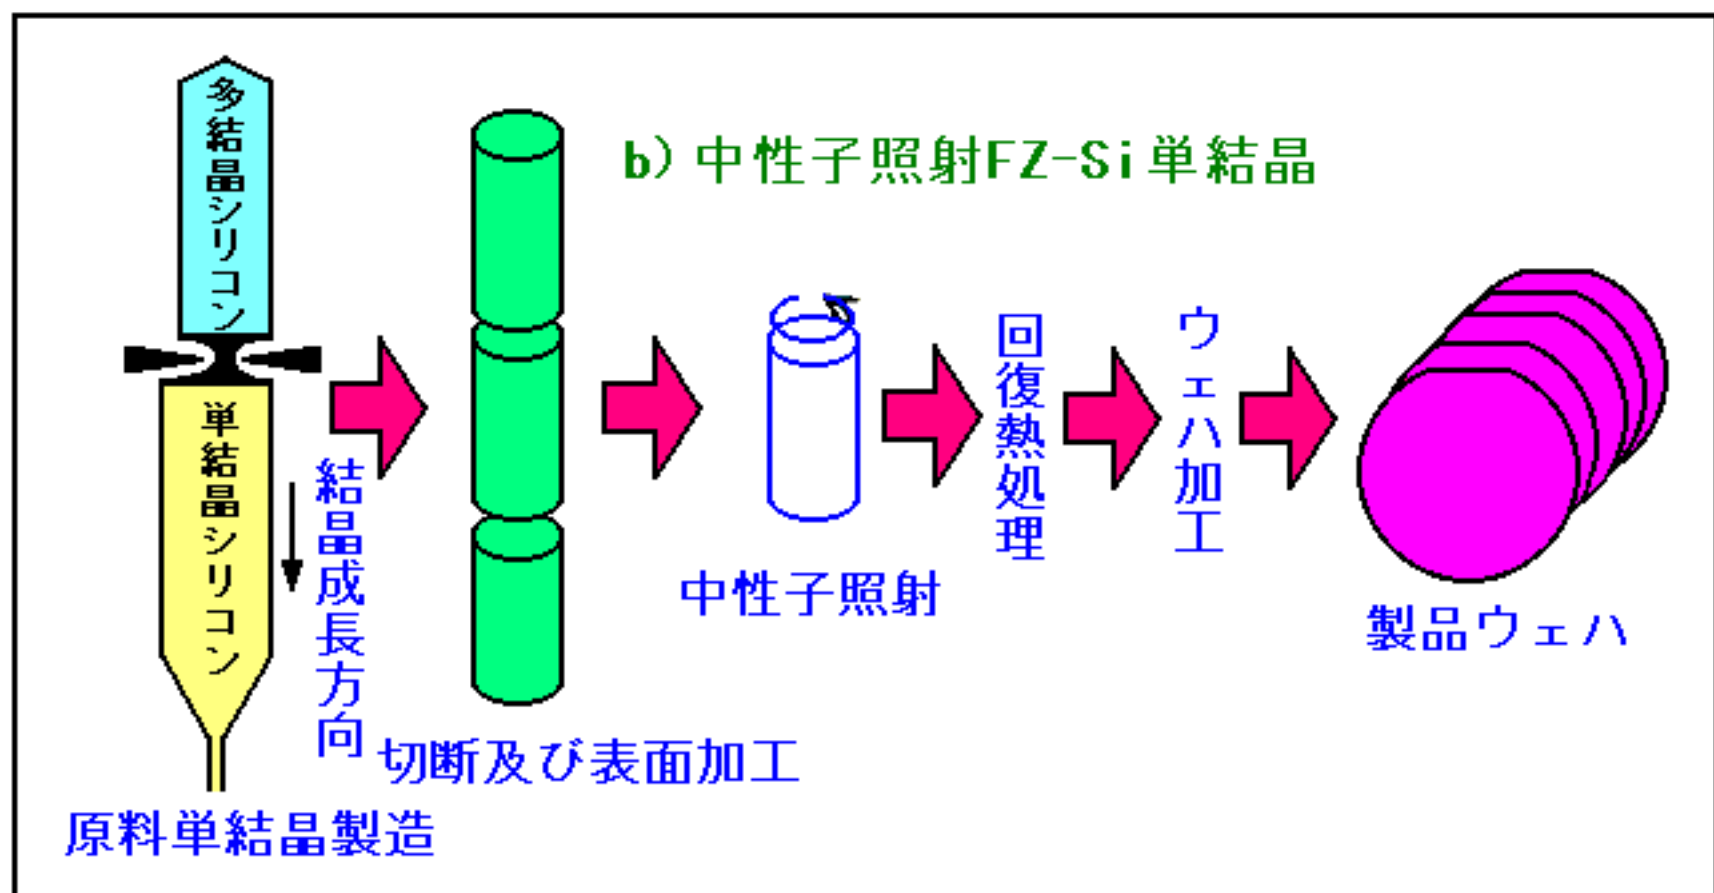 b) 中性子照射FZ-Si単結晶
多結晶シリコン
単結晶シリコン
結晶成長方向
原料単結晶製造
切断及び表面加工
中性子照射
回復熱処理
ウェハ加工
製品ウェハ